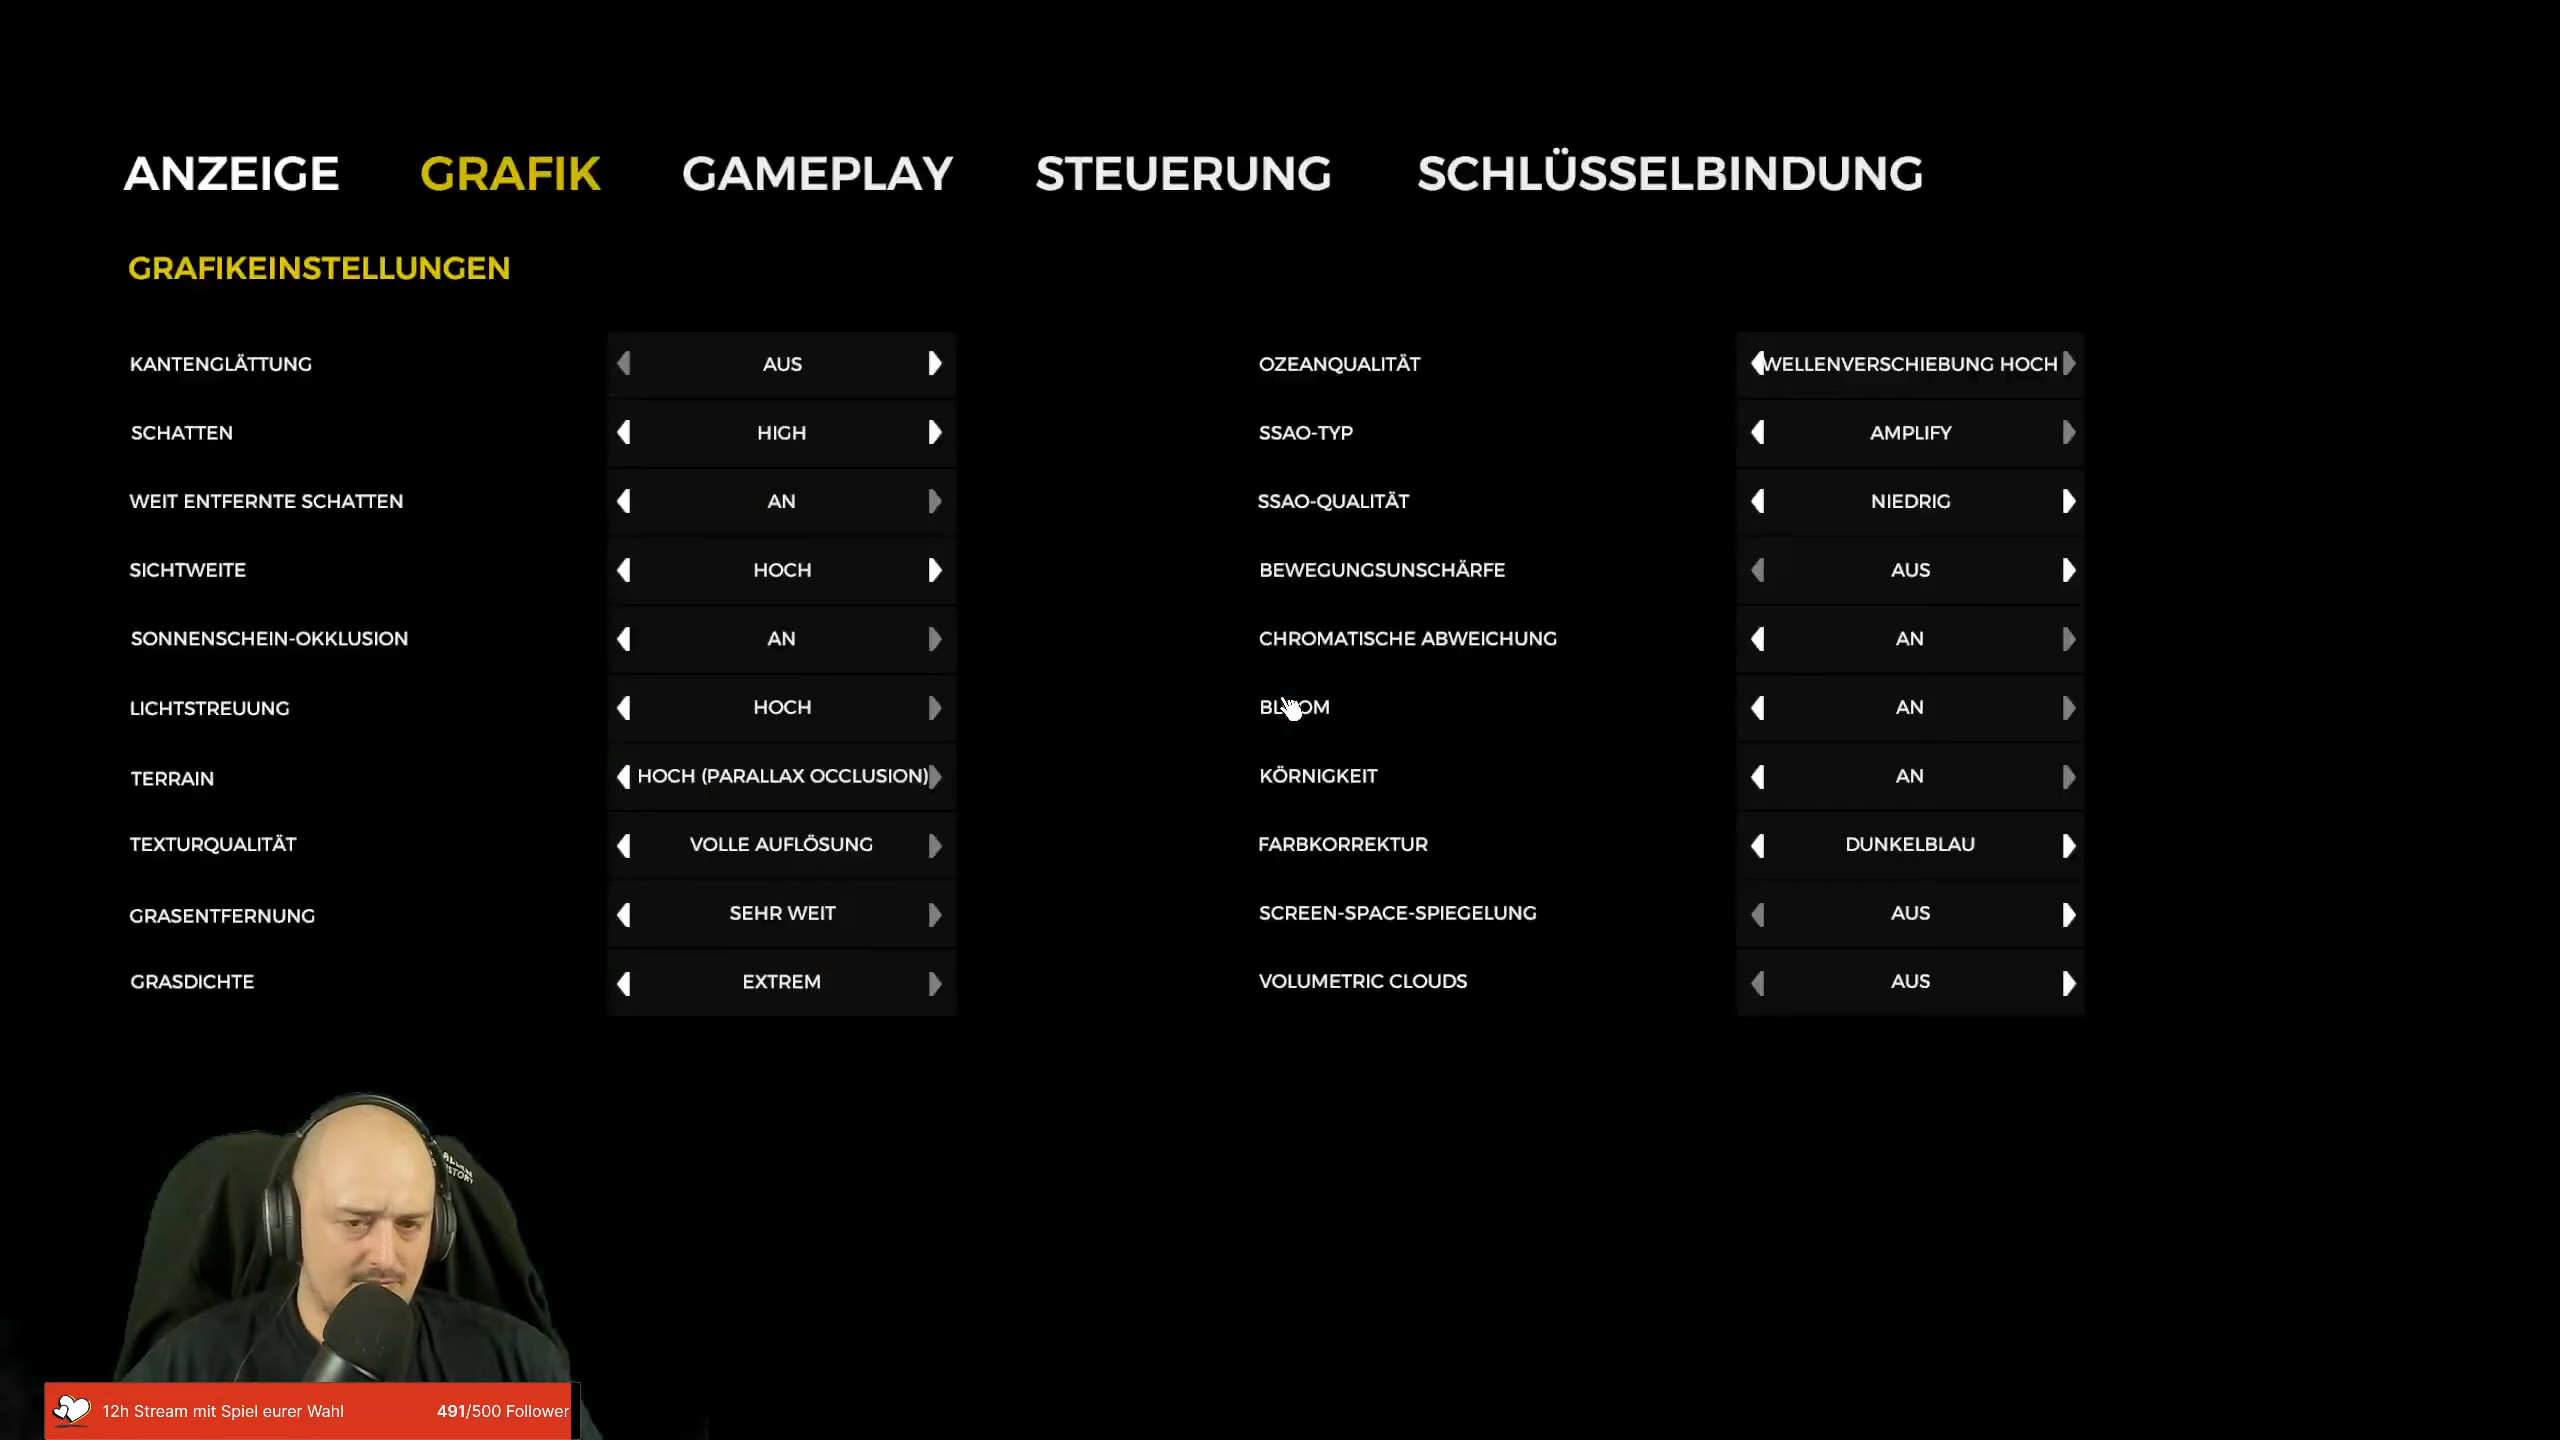 ANZEIGE GRAFIK GAMEPLAY STEUERUNG SCHLÜSSELBINDUNG
GRAFIKEINSTELLUNGEN
KANTENGLÄTTUNG AUS
SCHATTEN HIGH
WEIT ENTFERNTE SCHATTEN AN
SICHTWEITE HOCH
SONNENSCHEIN-OKKLUSION AN
LICHTSTREUUNG HOCH
TERRAIN HOCH (PARALLAX OCCLUSION)
TEXTURQUALITÄT VOLLE AUFLÖSUNG
GRASENTFERNUNG SEHR WEIT
GRASDICHTE EXTREM
OZEANQUALITÄT WELLENVERSCHIEBUNG HOCH
SSAO-TYP AMPLIFY
SSAO-QUALITÄT NIEDRIG
BEWEGUNGSUNSCHÄRFE AUS
CHROMATISCHE ABWEICHUNG AN
BLOOM AN
KÖRNIGKEIT AN
FARBKORREKTUR DUNKELBLAU
SCREEN-SPACE-SPIEGELUNG AUS
VOLUMETRIC CLOUDS AUS
12h Stream mit Spiel eurer Wahl 491/500 Follower